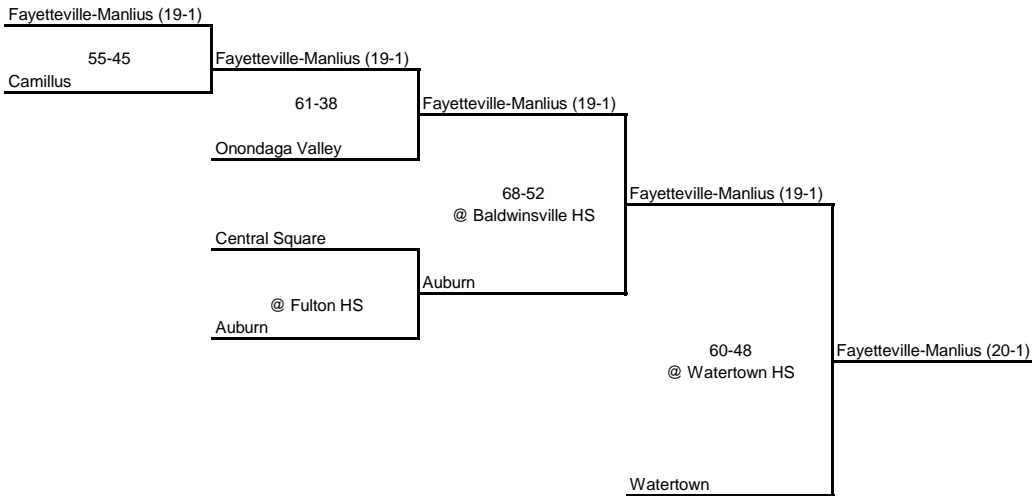 Fayetteville-Manlius (19-1)
55-45
Camillus
Fayetteville-Manlius (19-1)
61-38
Onondaga Valley
Fayetteville-Manlius (19-1)
68-52
@ Baldwinsville HS
Fayetteville-Manlius (19-1)
Central Square
@ Fulton HS
Auburn
Auburn
60-48
@ Watertown HS
Fayetteville-Manlius (20-1)
Watertown